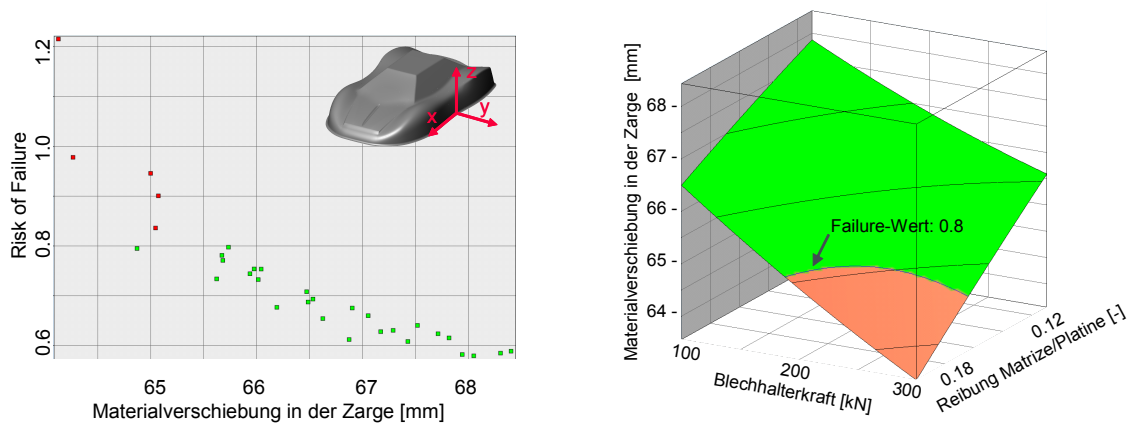 Risk of Failure
1.2
1.0
0.8
0.6
z
y
x
65
66
67
68
Materialverschiebung in der Zarge [mm]
Materialverschiebung in der Zarge [mm]
68 -
67 -
66 -
65 -
64 -
Failure-Wert: 0.8
100
200
300
Blechhalterkraft [kN]
0.18
0.12
Reibung Matrize/Platine [-]